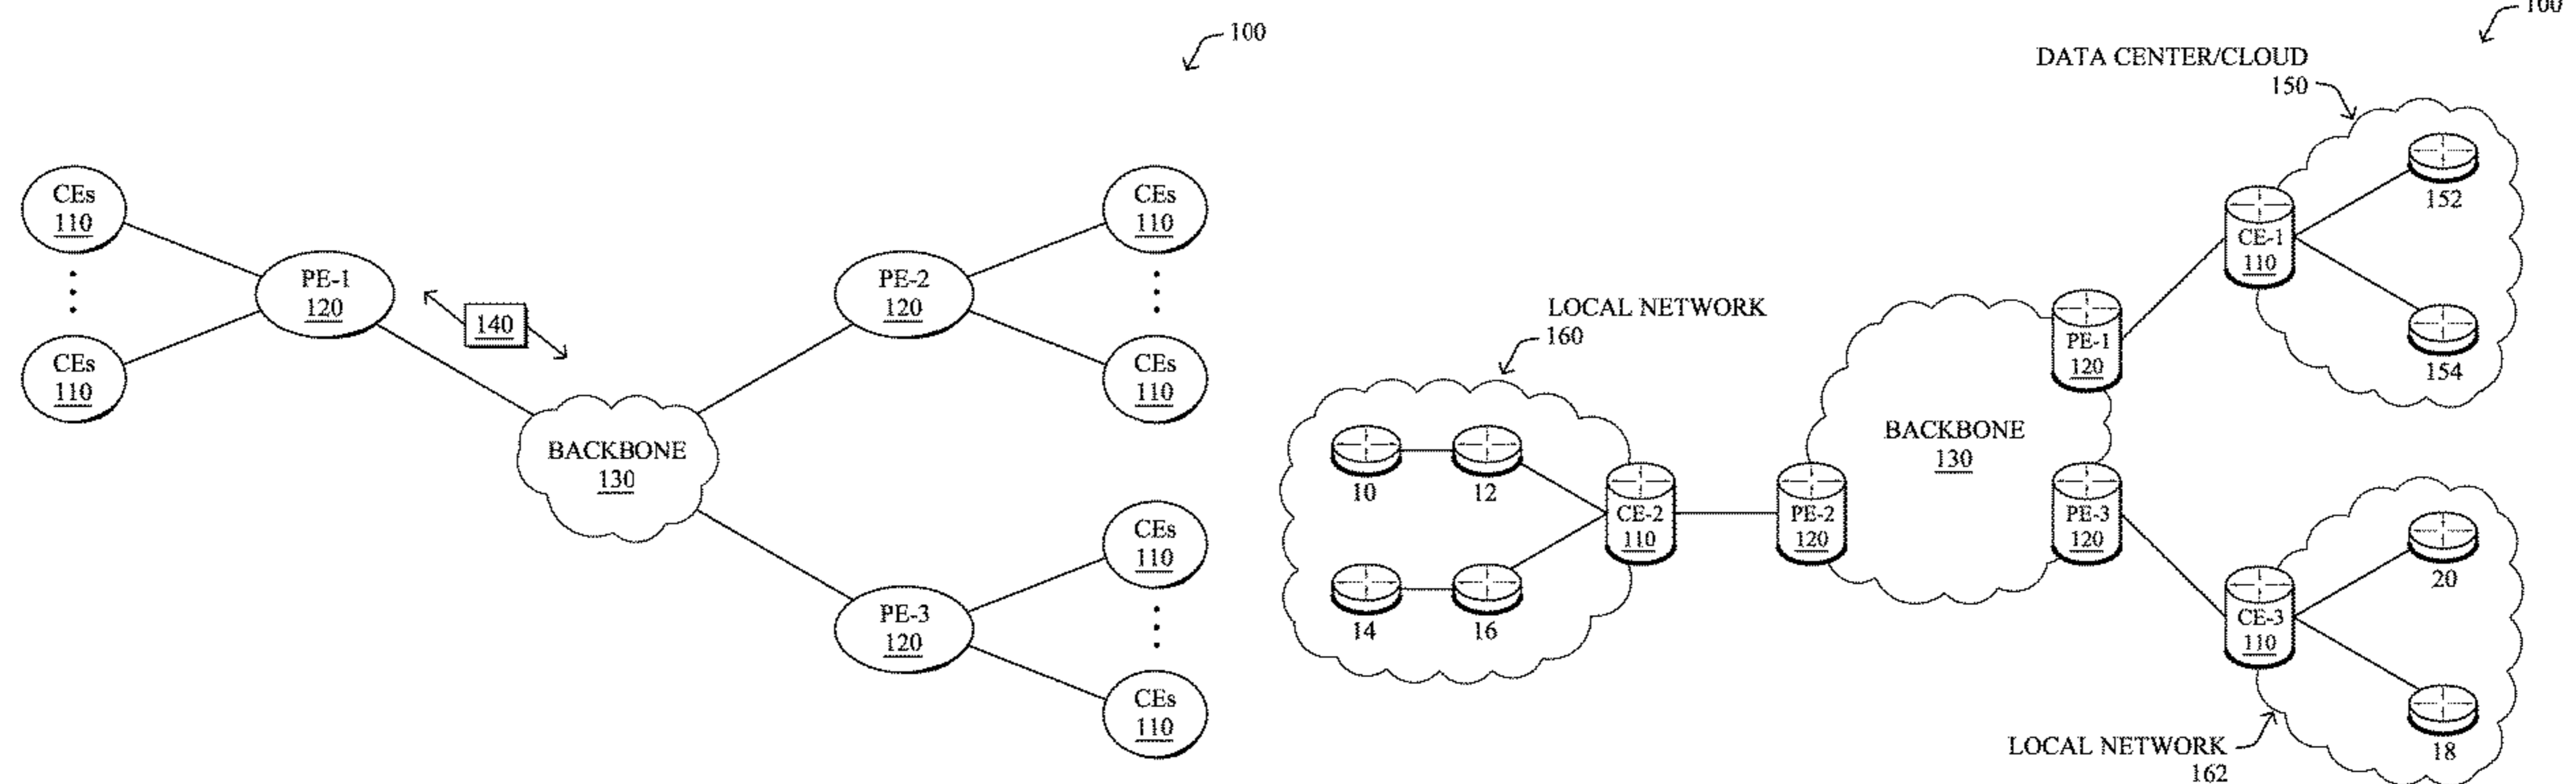 100
CEs
110
CEs
110
PE-1
120
140
BACKBONE
130
PE-2
120
CEs
110
CEs
110
PE-3
120
CEs
110
CEs
110
100
DATA CENTER/CLOUD
150
152
CE-1
110
154
LOCAL NETWORK
160
10
12
14
16
CE-2
110
PE-2
120
BACKBONE
130
PE-1
120
PE-3
120
CE-3
110
20
18
LOCAL NETWORK
162